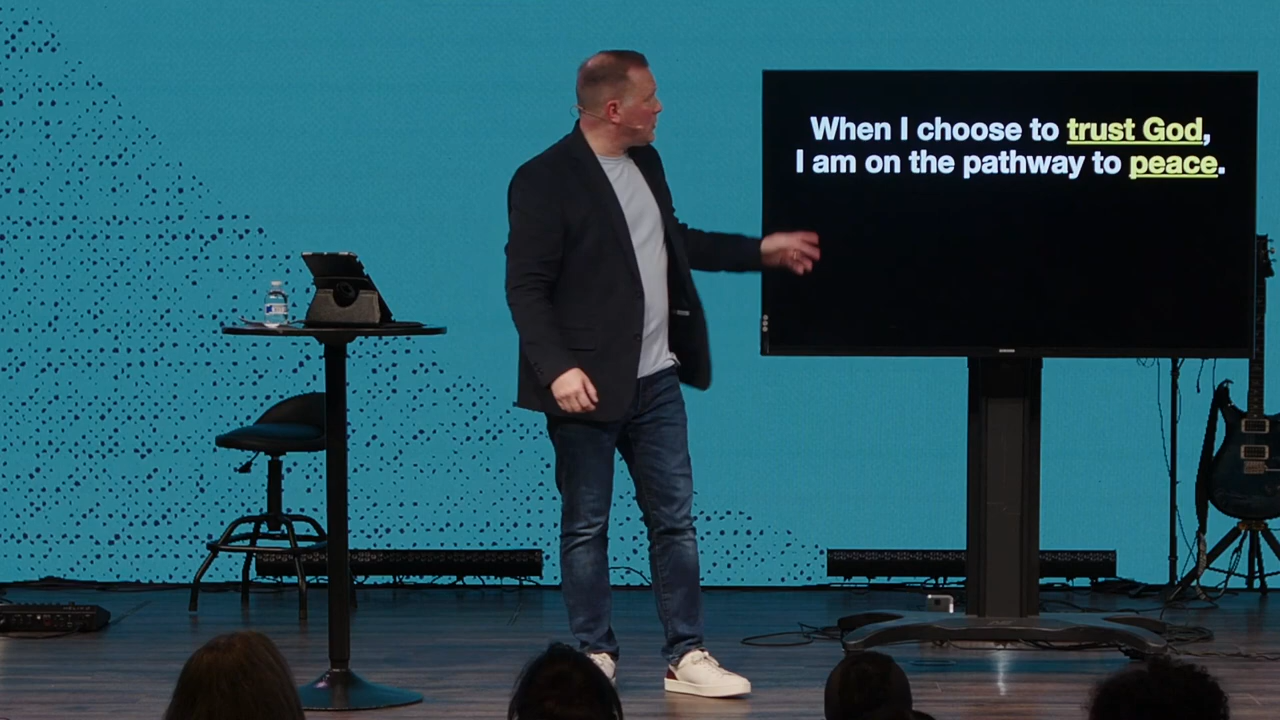 When I choose to trust God,
I am on the pathway to peace.